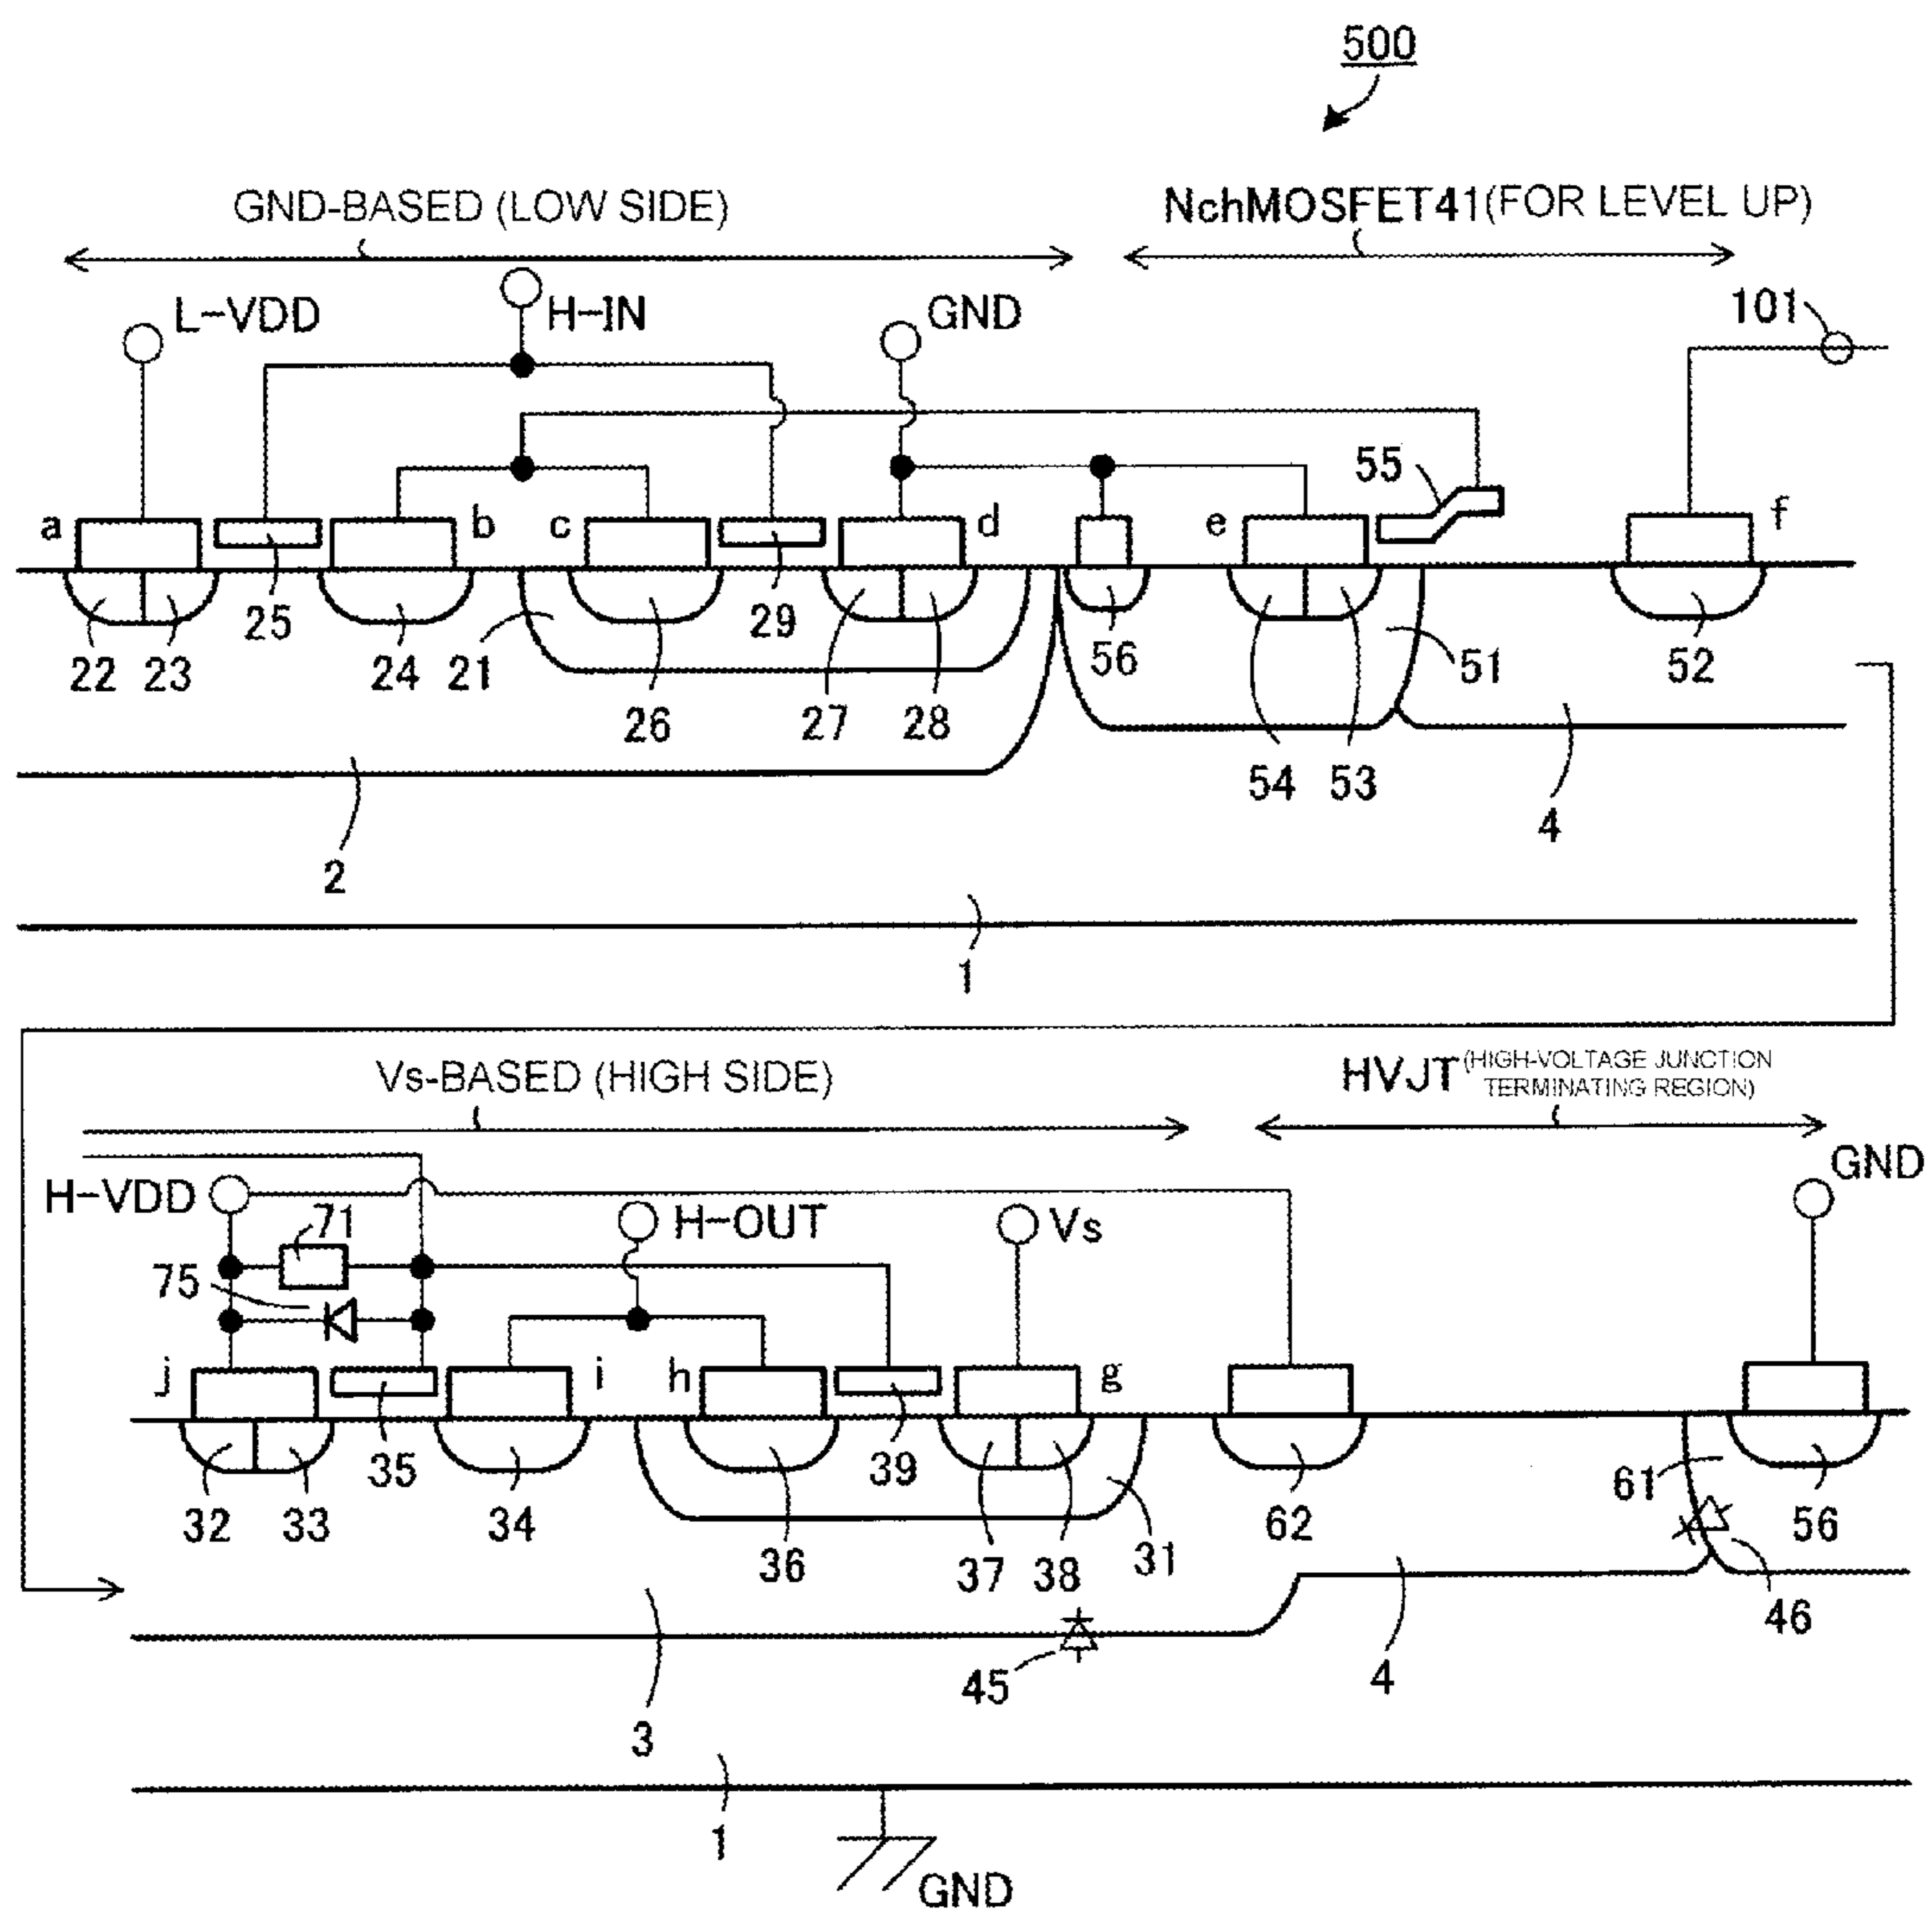 500
GND-BASED (LOW SIDE)
NchMOSFET41(FOR LEVEL UP)
L-VDD
H-IN
GND
101
55
a
b
c
d
e
f
25
29
22
23
24
21
26
27
28
56
54
53
51
52
4
2
1
Vs-BASED (HIGH SIDE)
HVJT (HIGH-VOLTAGE JUNCTION
TERMINATING REGION)
GND
H-VDD
71
H-OUT
Vs
75
j
i
h
g
35
39
32
33
34
36
37
38
31
62
61
56
46
45
4
3
1
GND